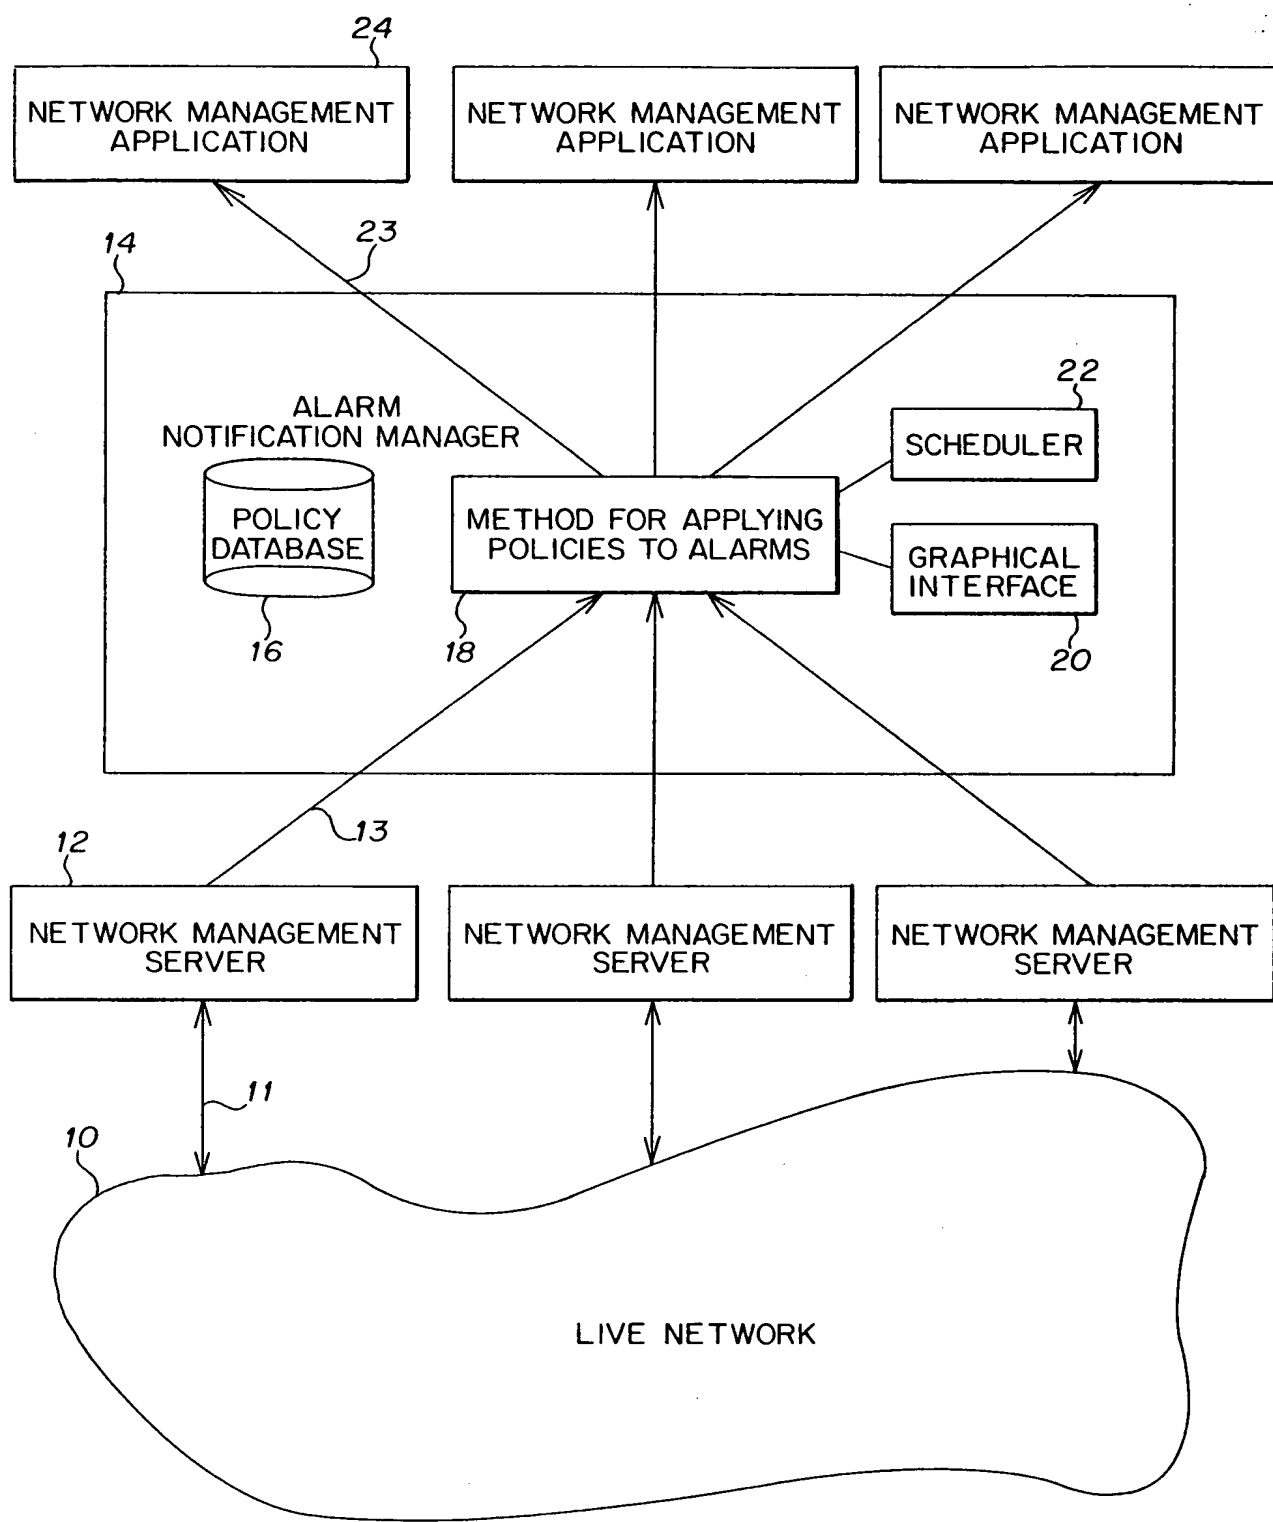 24
NETWORK MANAGEMENT
APPLICATION
NETWORK MANAGEMENT
APPLICATION
NETWORK MANAGEMENT
APPLICATION
23
14
22
ALARM
NOTIFICATION MANAGER
SCHEDULER
POLICY
DATABASE
METHOD FOR APPLYING
POLICIES TO ALARMS
GRAPHICAL
INTERFACE
16
18
20
13
12
NETWORK MANAGEMENT
SERVER
NETWORK MANAGEMENT
SERVER
NETWORK MANAGEMENT
SERVER
11
10
LIVE NETWORK